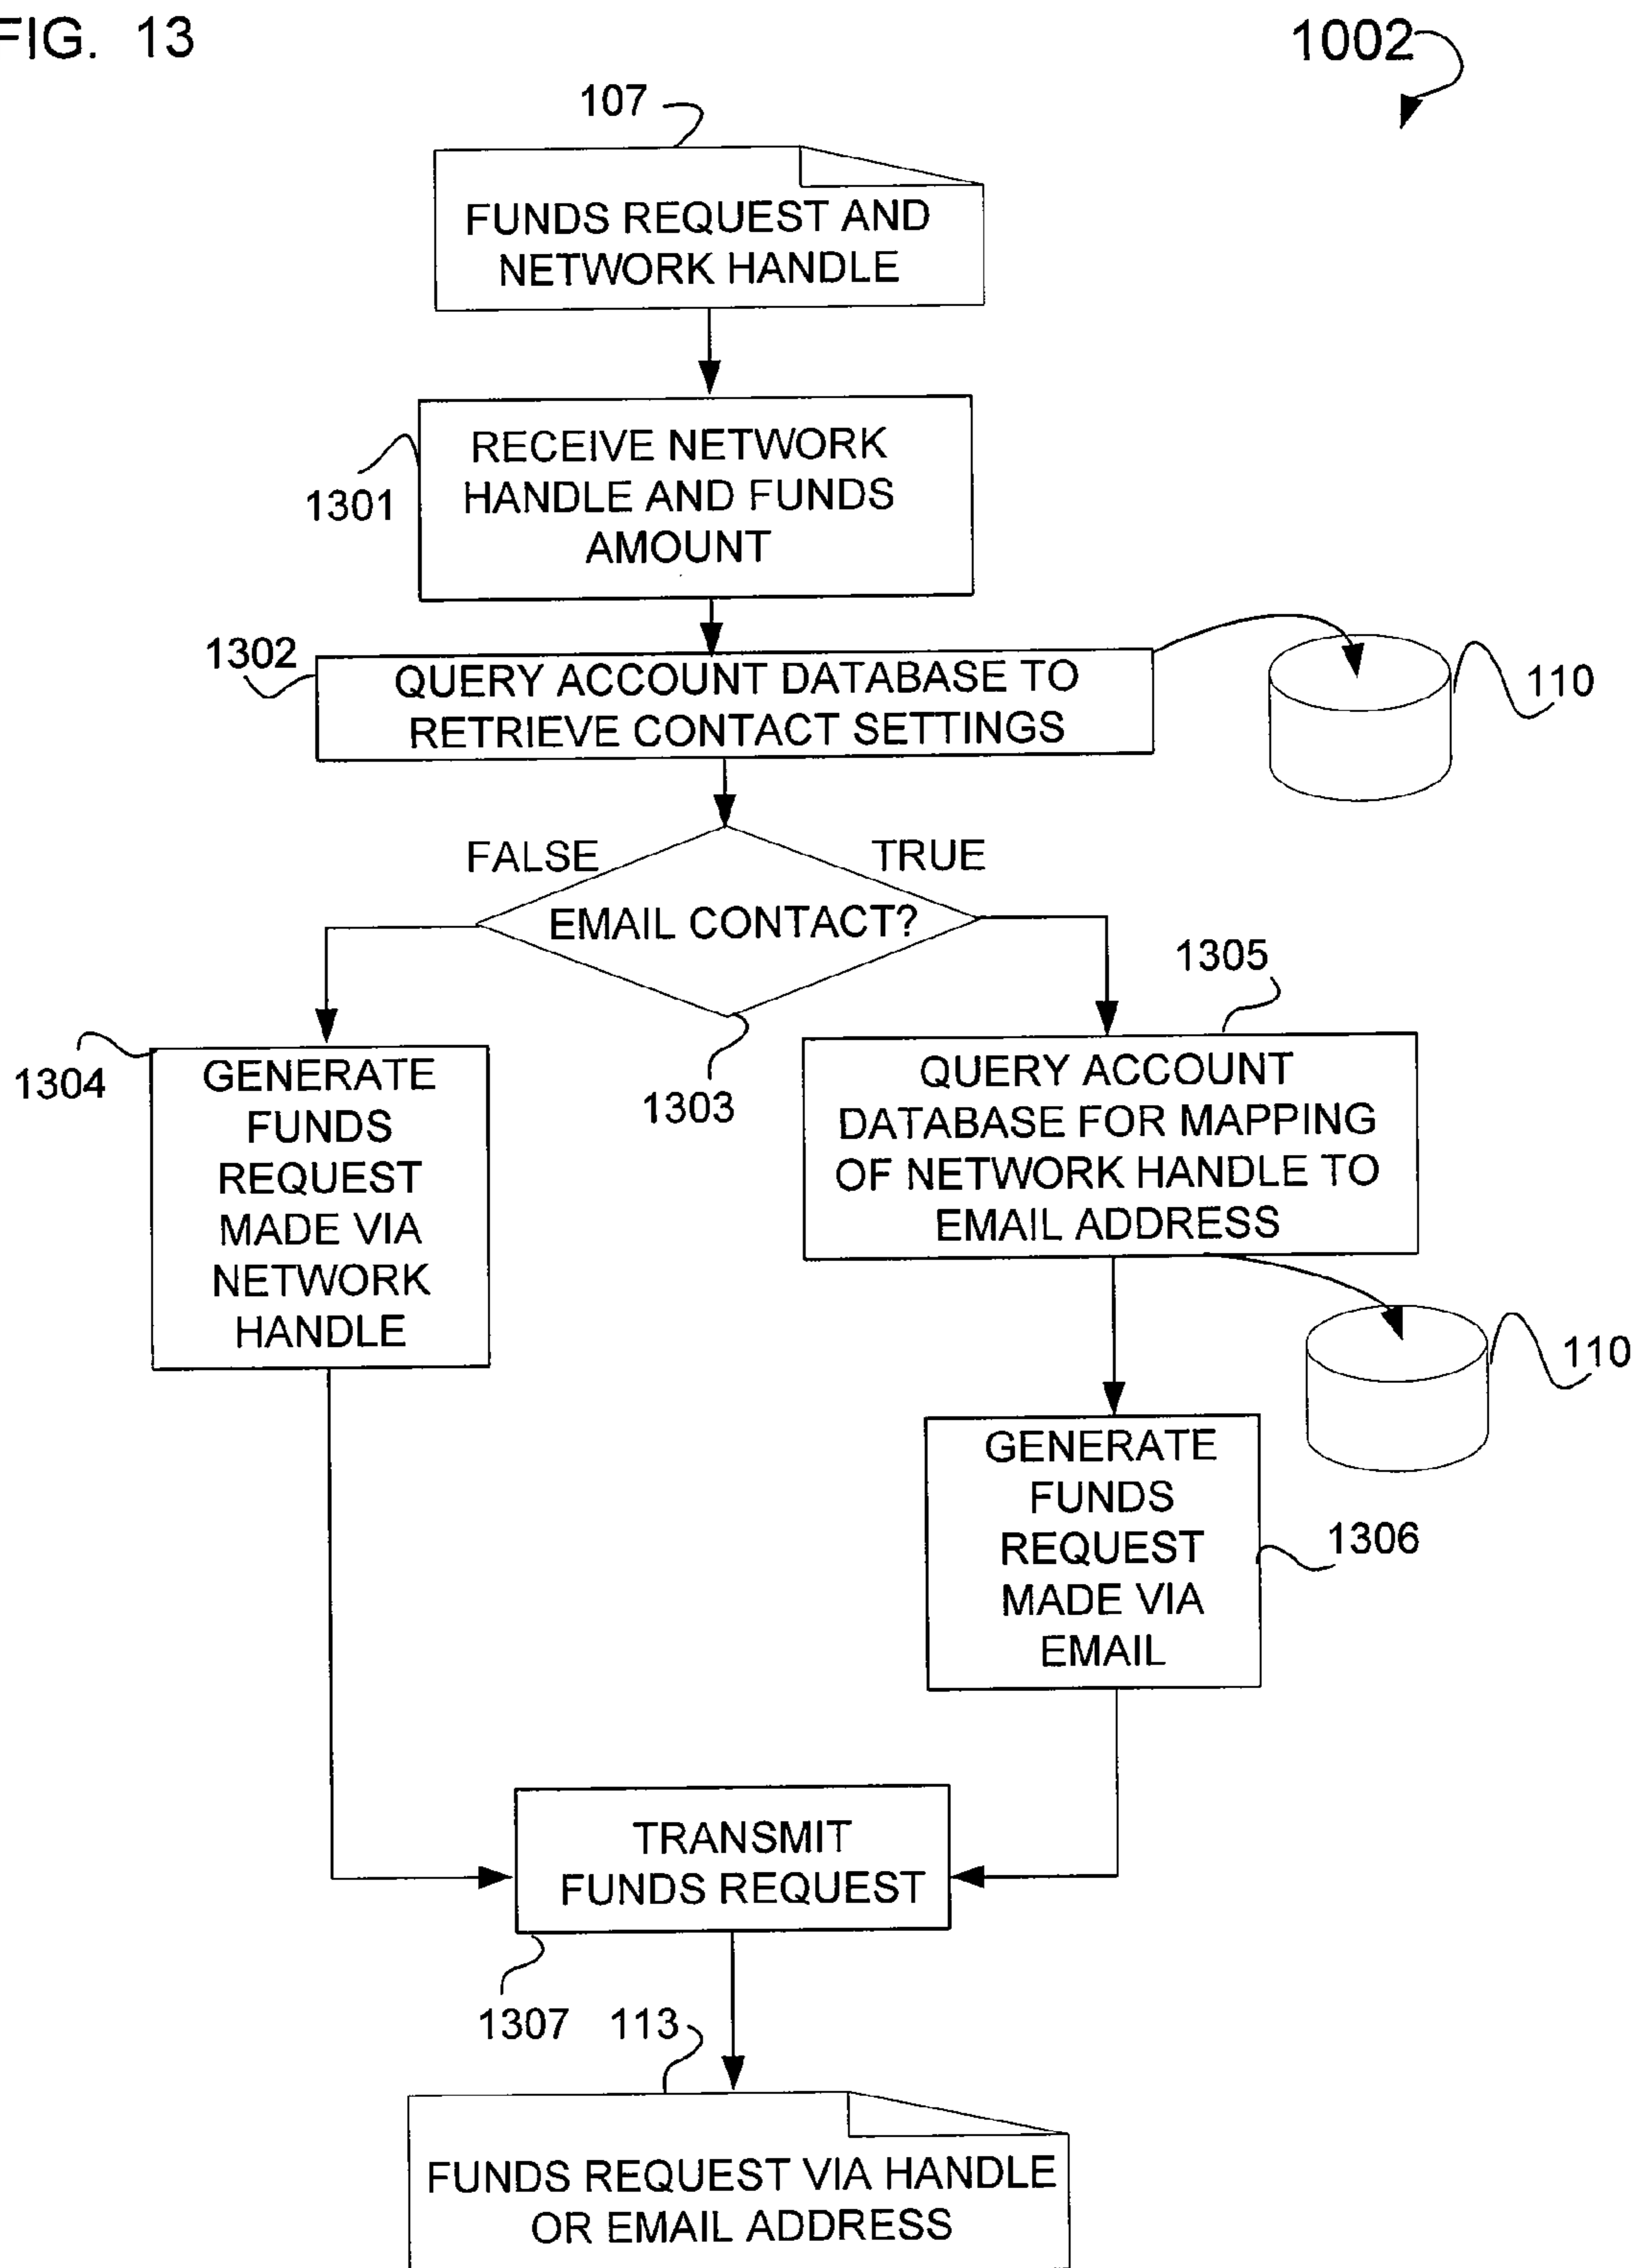 FIG. 13
1002
107
FUNDS REQUEST AND
NETWORK HANDLE
RECEIVE NETWORK
HANDLE AND FUNDS
AMOUNT
1301
1302
QUERY ACCOUNT DATABASE TO
RETRIEVE CONTACT SETTINGS
110
FALSE
TRUE
EMAIL CONTACT?
1303
1304
GENERATE
FUNDS
REQUEST
MADE VIA
NETWORK
HANDLE
1305
QUERY ACCOUNT
DATABASE FOR MAPPING
OF NETWORK HANDLE TO
EMAIL ADDRESS
110
GENERATE
FUNDS
REQUEST
MADE VIA
EMAIL
1306
TRANSMIT
FUNDS REQUEST
1307
113
FUNDS REQUEST VIA HANDLE
OR EMAIL ADDRESS